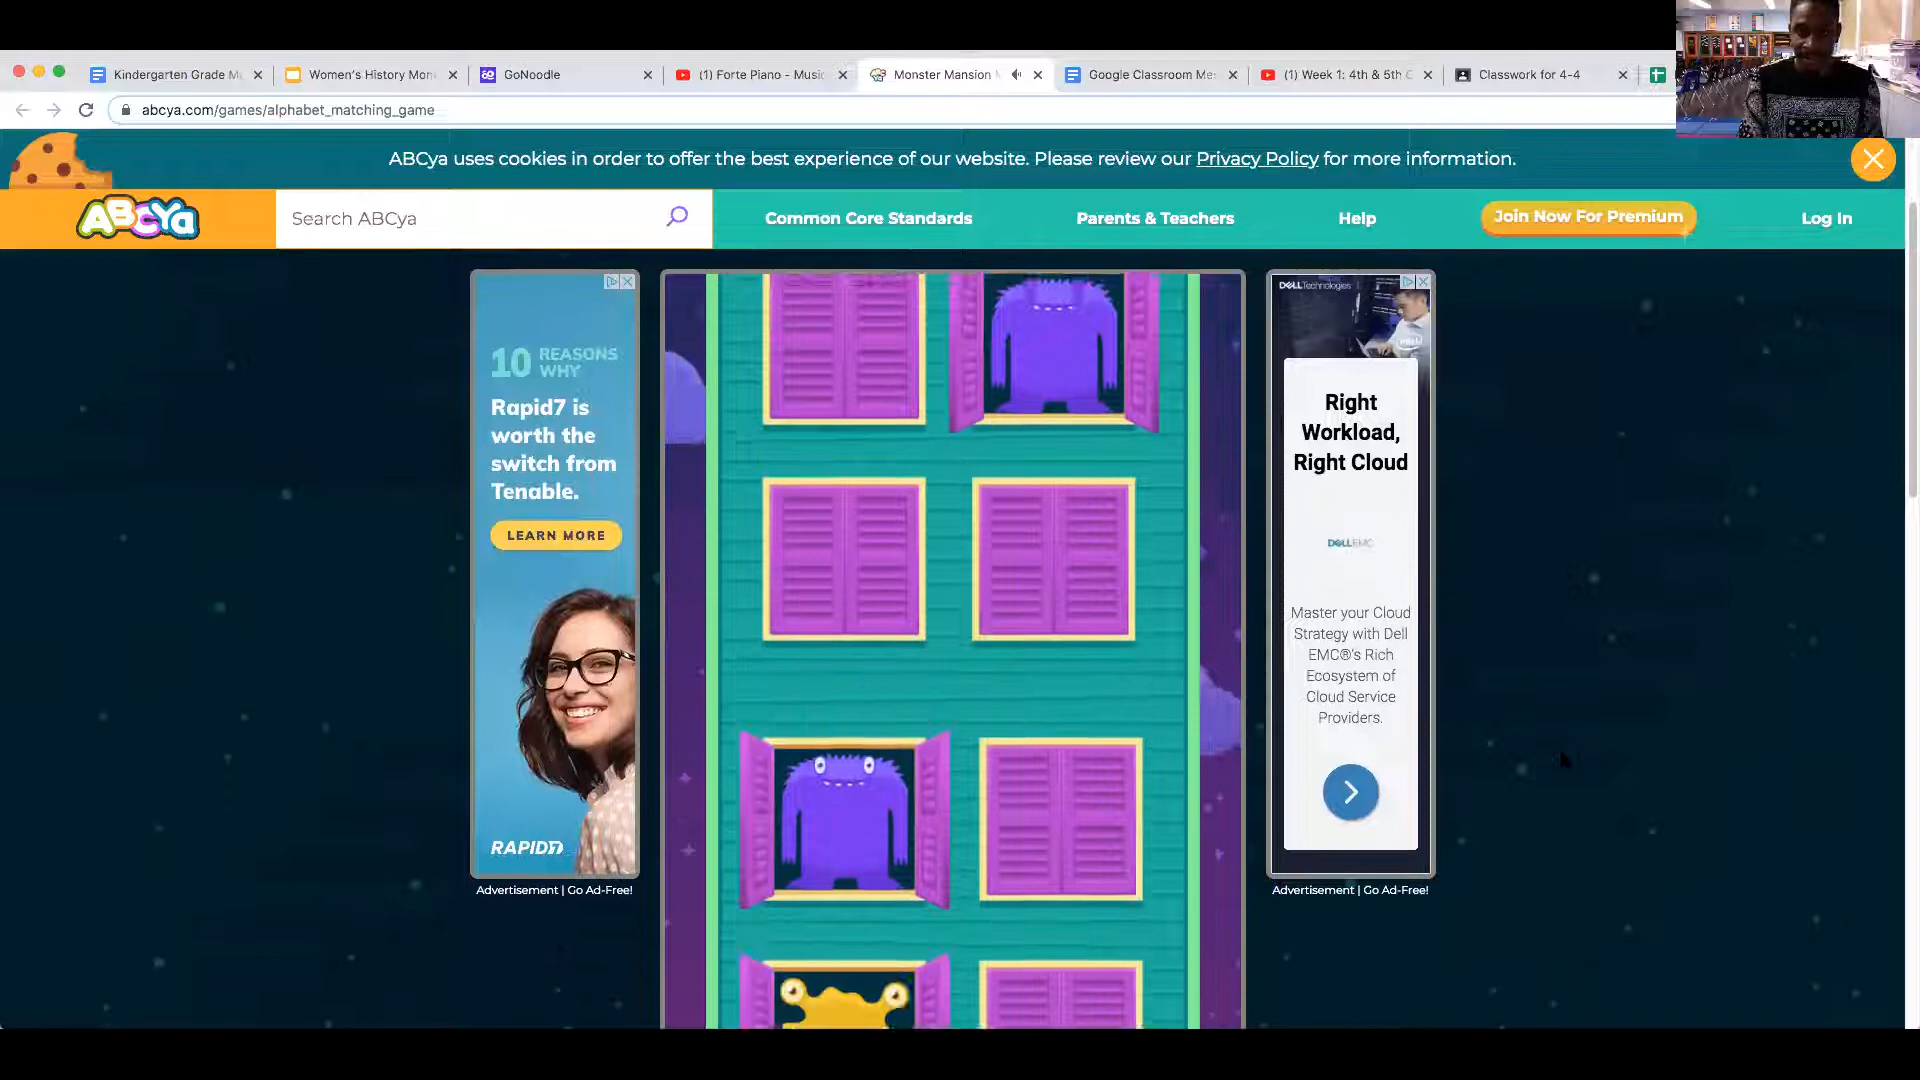 Kindergarten Grade M
Women's History Mon
GoNoodle
(1) Forte Piano - Music
Monster Mansion
Google Classroom Me
(1) Week 1: 4th & 5th
Classwork for 4-4
abcya.com/games/alphabet_matching_game
ABCya uses cookies in order to offer the best experience of our website. Please review our Privacy Policy for more information.
ABCYa
Search ABCya
Common Core Standards
Parents & Teachers
Help
Join Now For Premium
Log In
10 REASONS
WHY
Rapid7 is
worth the
switch from
Tenable.
LEARN MORE
RAPID7
Advertisement | Go Ad-Free!
DELLTechnologies
Right
Workload,
Right Cloud
DELLEMC
Master your Cloud
Strategy with Dell
EMC®'s Rich
Ecosystem of
Cloud Service
Providers.
Advertisement | Go Ad-Free!